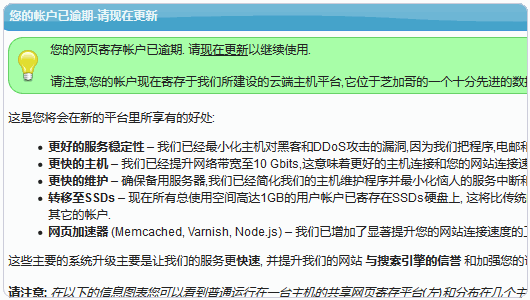 您的帐户已逾期-请现在更新
您的网页寄存帐户已逾期. 请现在更新以继续使用.
请注意,您的帐户现在寄存于我们所建设的云端主机平台,它位于芝加哥的一个十分先进的数
这是您将会在新的平台里所享有的好处:
• 更好的服务稳定性 – 我们已经最小化主机对黑客和DDoS攻击的漏洞,因为我们把程序,电邮和
• 更快的主机 – 我们已经提升网络带宽至10 Gbits,这意味着更好的主机连接和您的网站连接速
• 更快的维护 – 确保备用服务器,我们已经简化我们的主机维护程序并最小化恼人的服务中断和
• 转移至SSDs – 现在所有总使用空间高达1GB的用户帐户已寄存在SSDs硬盘上, 这将比传统
其它的帐户.
• 网页加速器 (Memcached, Varnish, Node.js) – 我们已增加了显著提升您的网站连接速度的
这些主要的系统升级主要是让我们的服务更快速, 并提升我们的网站 与搜索引擎的信誉 和加强您的
请注意: 在以下的信息图表您可以看到普通运行在一台主机的共享网页寄存平台(左)和分布在几个主